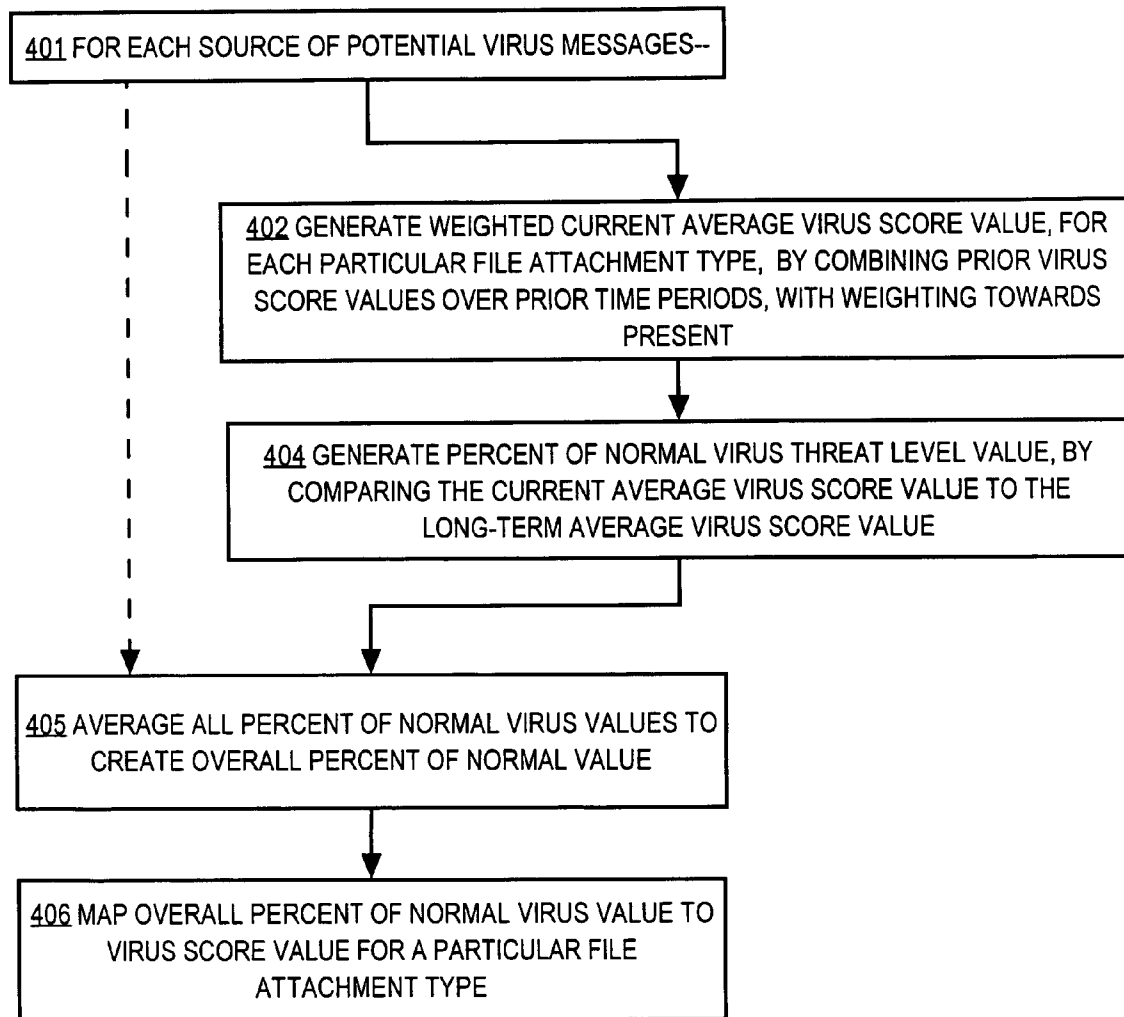 401 FOR EACH SOURCE OF POTENTIAL VIRUS MESSAGES--
402 GENERATE WEIGHTED CURRENT AVERAGE VIRUS SCORE VALUE, FOR
EACH PARTICULAR FILE ATTACHMENT TYPE, BY COMBINING PRIOR VIRUS
SCORE VALUES OVER PRIOR TIME PERIODS, WITH WEIGHTING TOWARDS
PRESENT
404 GENERATE PERCENT OF NORMAL VIRUS THREAT LEVEL VALUE, BY
COMPARING THE CURRENT AVERAGE VIRUS SCORE VALUE TO THE
LONG-TERM AVERAGE VIRUS SCORE VALUE
405 AVERAGE ALL PERCENT OF NORMAL VIRUS VALUES TO
CREATE OVERALL PERCENT OF NORMAL VALUE
406 MAP OVERALL PERCENT OF NORMAL VIRUS VALUE TO
VIRUS SCORE VALUE FOR A PARTICULAR FILE
ATTACHMENT TYPE